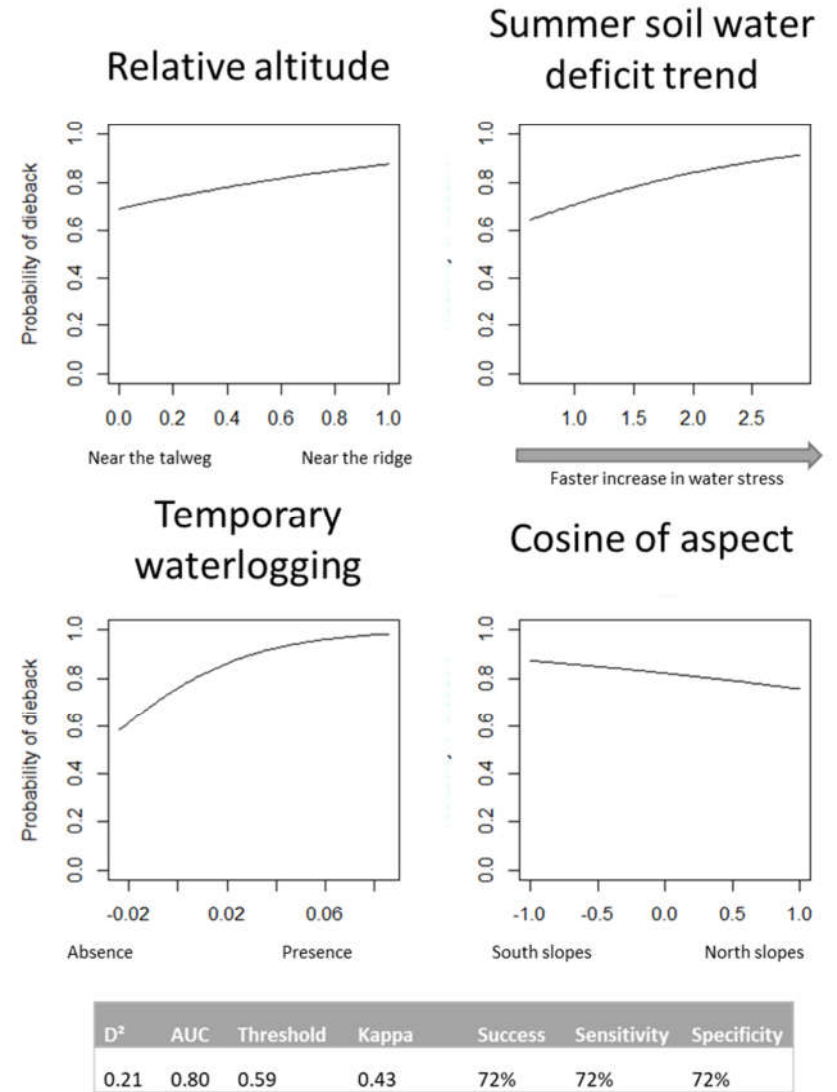 Relative altitude
Summer soil water
deficit trend
Probability of dieback
1.0
0.8
0.6
0.4
0.2
0.0
0.0 0.2 0.4 0.6 0.8 1.0
Near the talweg Near the ridge
1.0
0.8
0.6
0.4
0.2
0.0
1.0 1.5 2.0 2.5
Faster increase in water stress
Temporary
waterlogging
Cosine of aspect
Probability of dieback
1.0
0.8
0.6
0.4
0.2
0.0
-0.02 0.02 0.06
Absence Presence
1.0
0.8
0.6
0.4
0.2
0.0
-1.0 -0.5 0.0 0.5 1.0
South slopes North slopes
D² AUC Threshold Kappa Success Sensitivity Specificity
0.21 0.80 0.59 0.43 72% 72% 72%